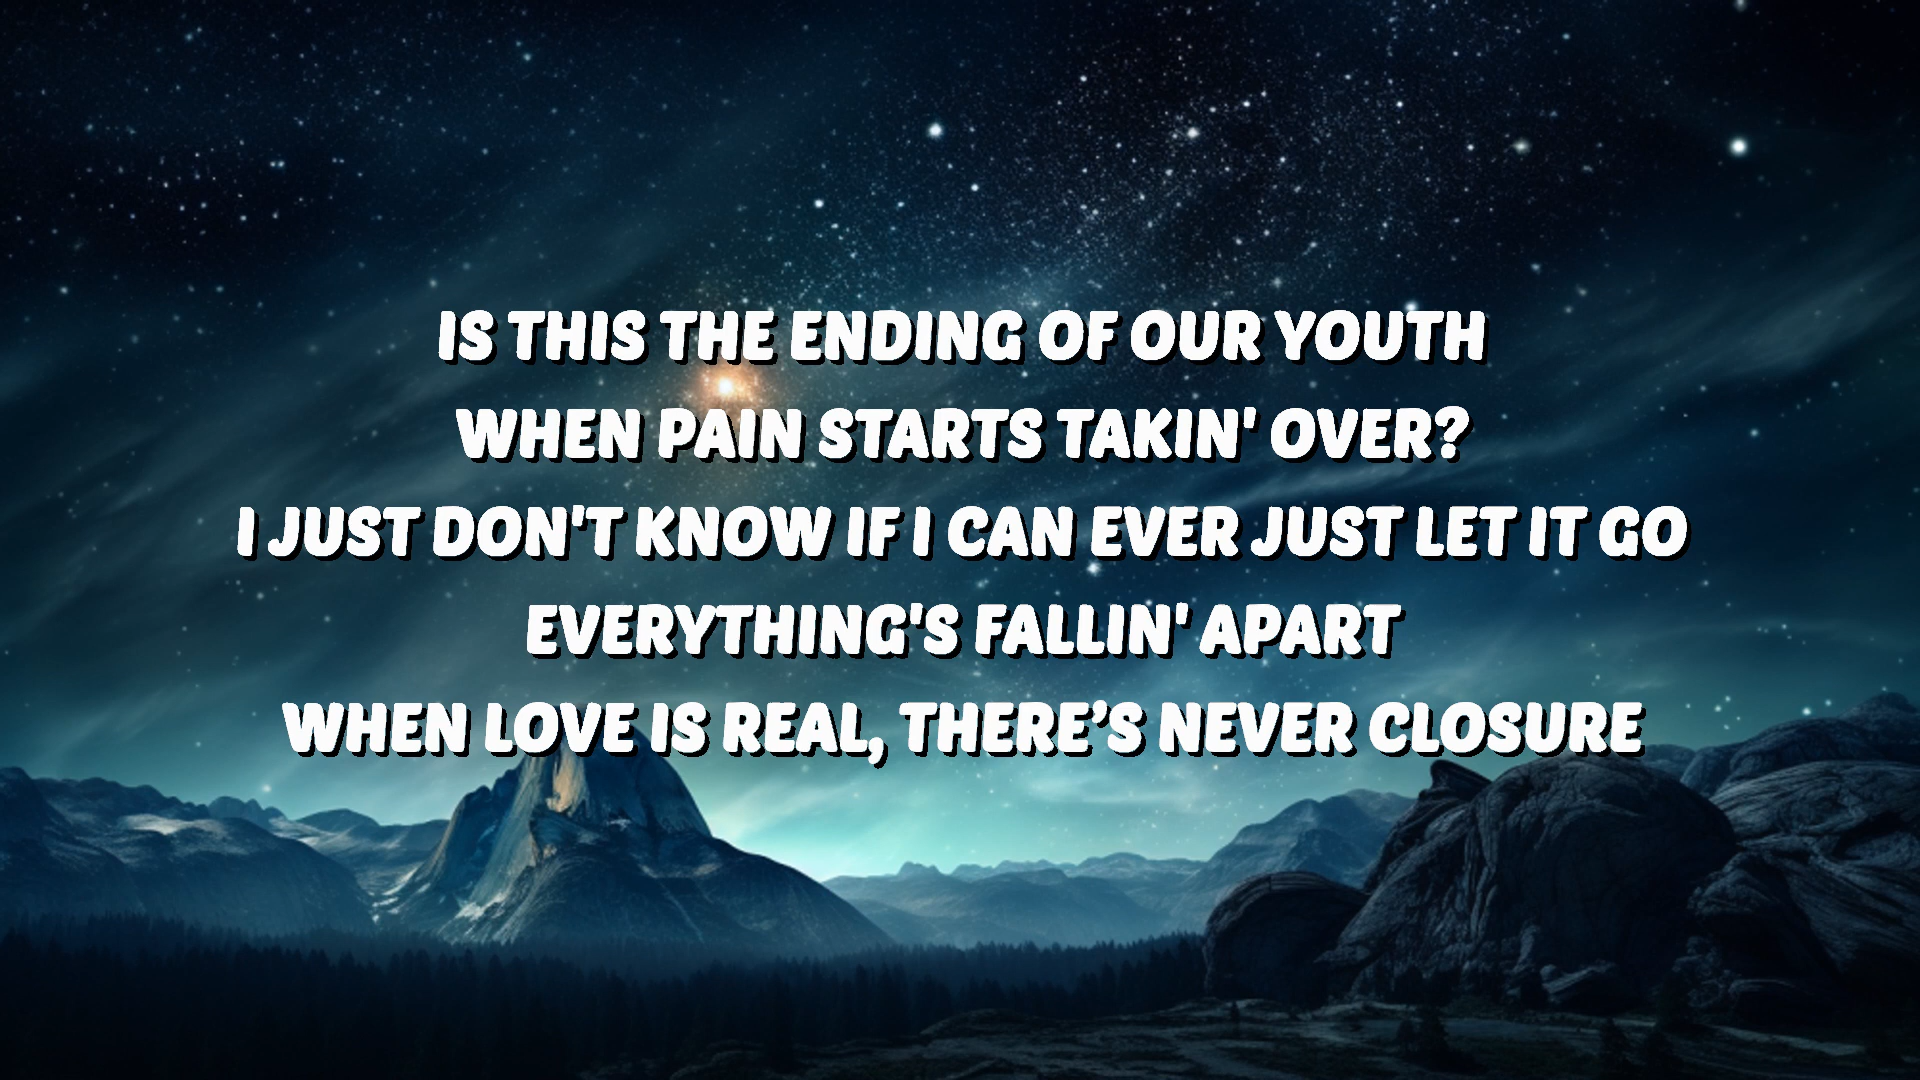 IS THIS THE ENDING OF OUR YOUTH
WHEN PAIN STARTS TAKIN' OVER?
I JUST DON'T KNOW IF I CAN EVER JUST LET IT GO
EVERYTHING'S FALLIN' APART
WHEN LOVE IS REAL, THERE’S NEVER CLOSURE